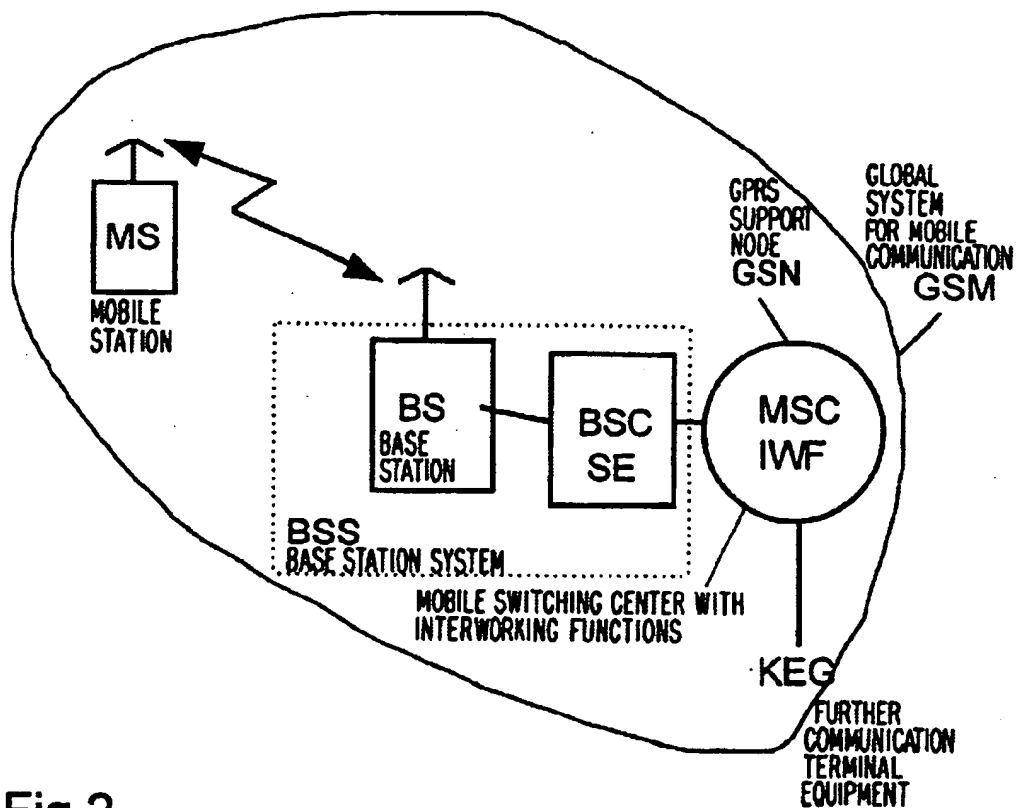 MS
MOBILE
STATION
GPRS
SUPPORT
NODE
GSN
GLOBAL
SYSTEM
FOR MOBILE
COMMUNICATION
GSM
BS
BASE
STATION
BSC
SE
MSC
IWF
BSS
BASE STATION SYSTEM
MOBILE SWITCHING CENTER WITH
INTERWORKING FUNCTIONS
KEG
FURTHER
COMMUNICATION
TERMINAL
EQUIPMENT
Fig.2